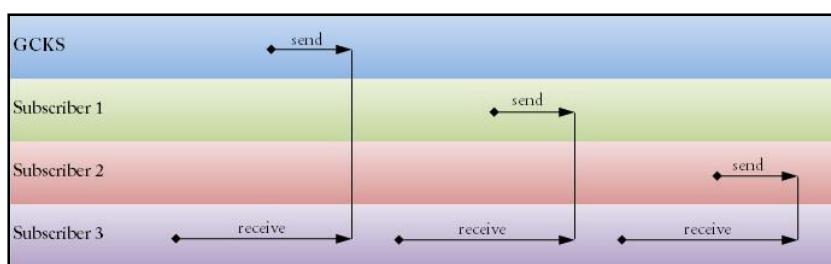 GCKS
send
Subscriber 1
send
Subscriber 2
send
Subscriber 3
receive
receive
receive